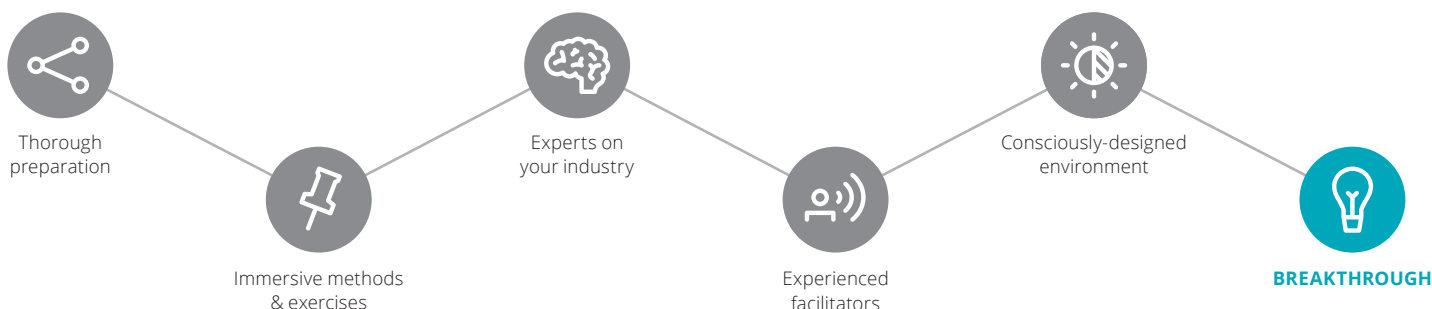 Thorough
preparation
Immersive methods
& exercises
Experts on
your industry
Experienced
facilitators
Consciously-designed
environment
BREAKTHROUGH